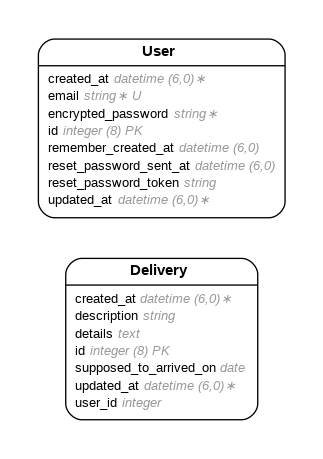 User
created_at datetime (6,0)∗
email string∗ U
encrypted_password string∗
id integer (8) PK
remember_created_at datetime (6,0)
reset_password_sent_at datetime (6,0)
reset_password_token string
updated_at datetime (6,0)∗
Delivery
created_at datetime (6,0)∗
description string
details text
id integer (8) PK
supposed_to_arrived_on date
updated_at datetime (6,0)∗
user_id integer